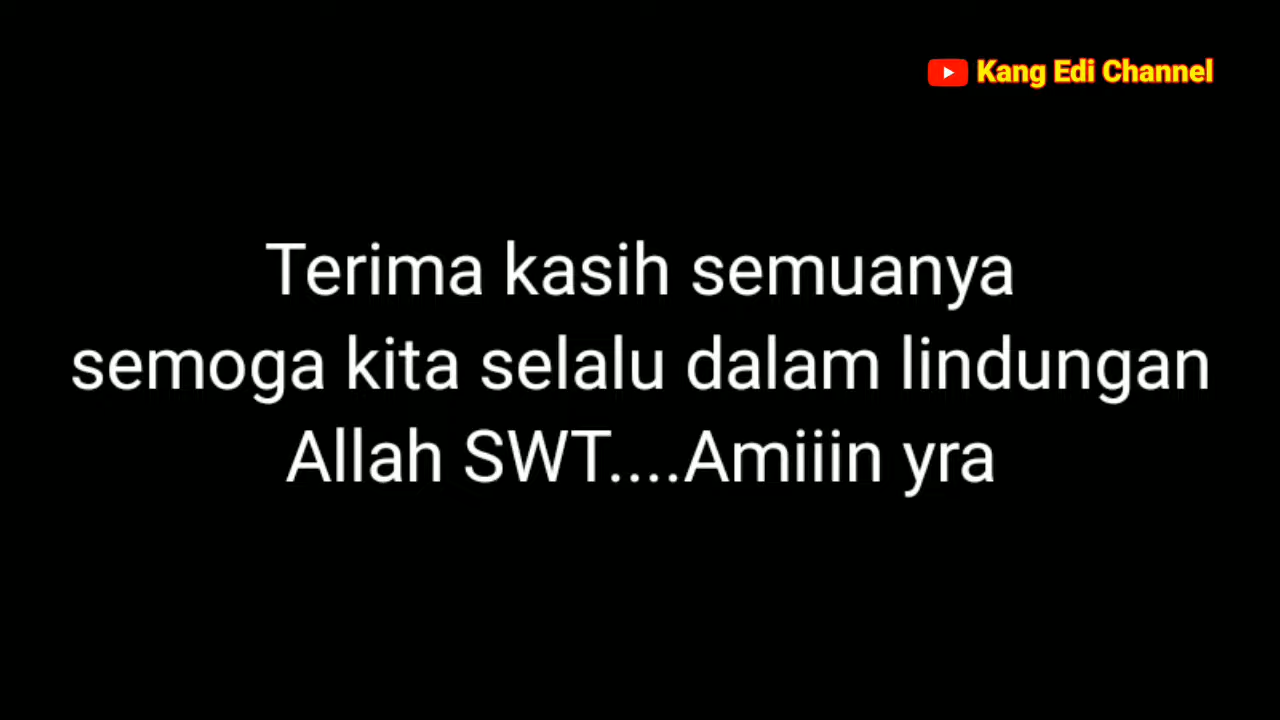 Kang Edi Channel
Terima kasih semuanya
semoga kita selalu dalam lindungan
Allah SWT....Amiiin yra